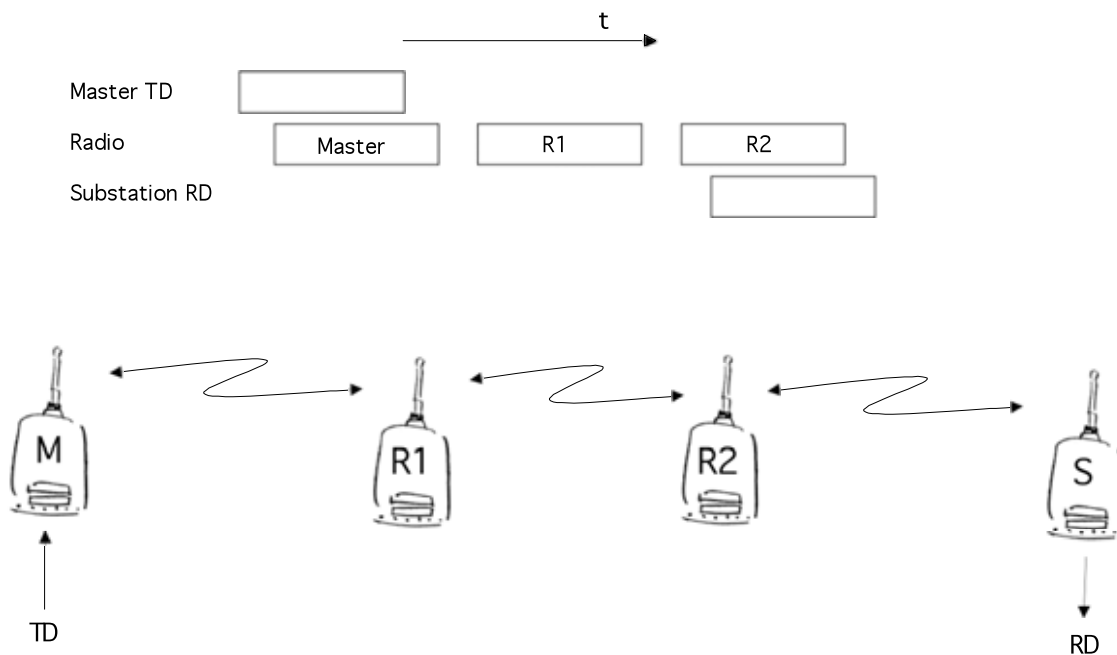 t
Master TD
Radio Master R1 R2
Substation RD
M R1 R2 S
TD
RD